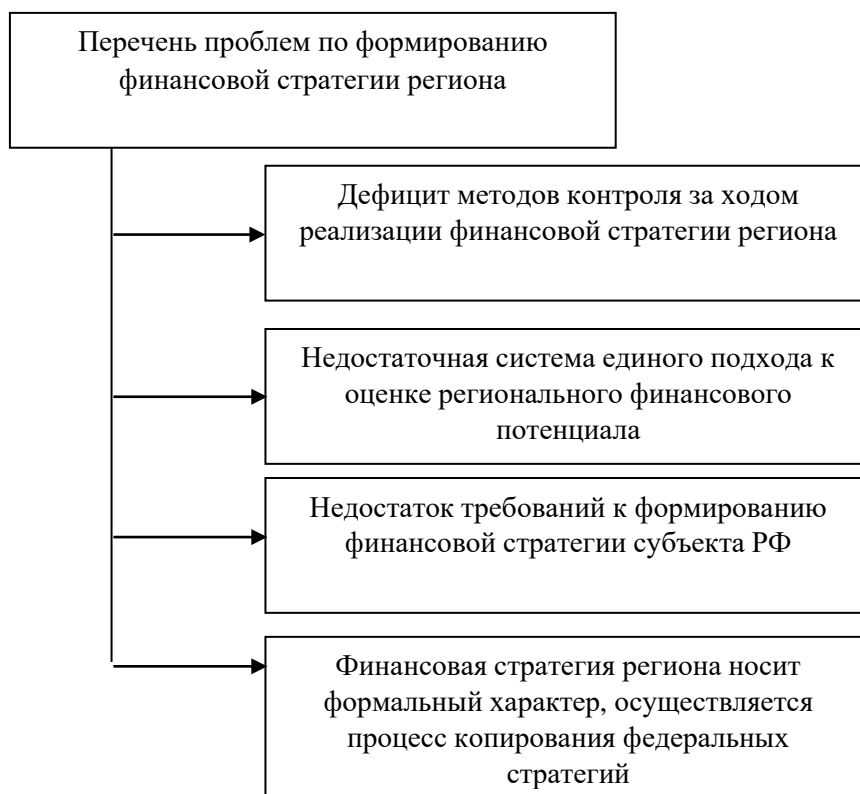 Перечень проблем по формированию
финансовой стратегии региона
Дефицит методов контроля за ходом
реализации финансовой стратегии региона
Недостаточная система единого подхода к
оценке регионального финансового
потенциала
Недостаток требований к формированию
финансовой стратегии субъекта РФ
Финансовая стратегия региона носит
формальный характер, осуществляется
процесс копирования федеральных
стратегий